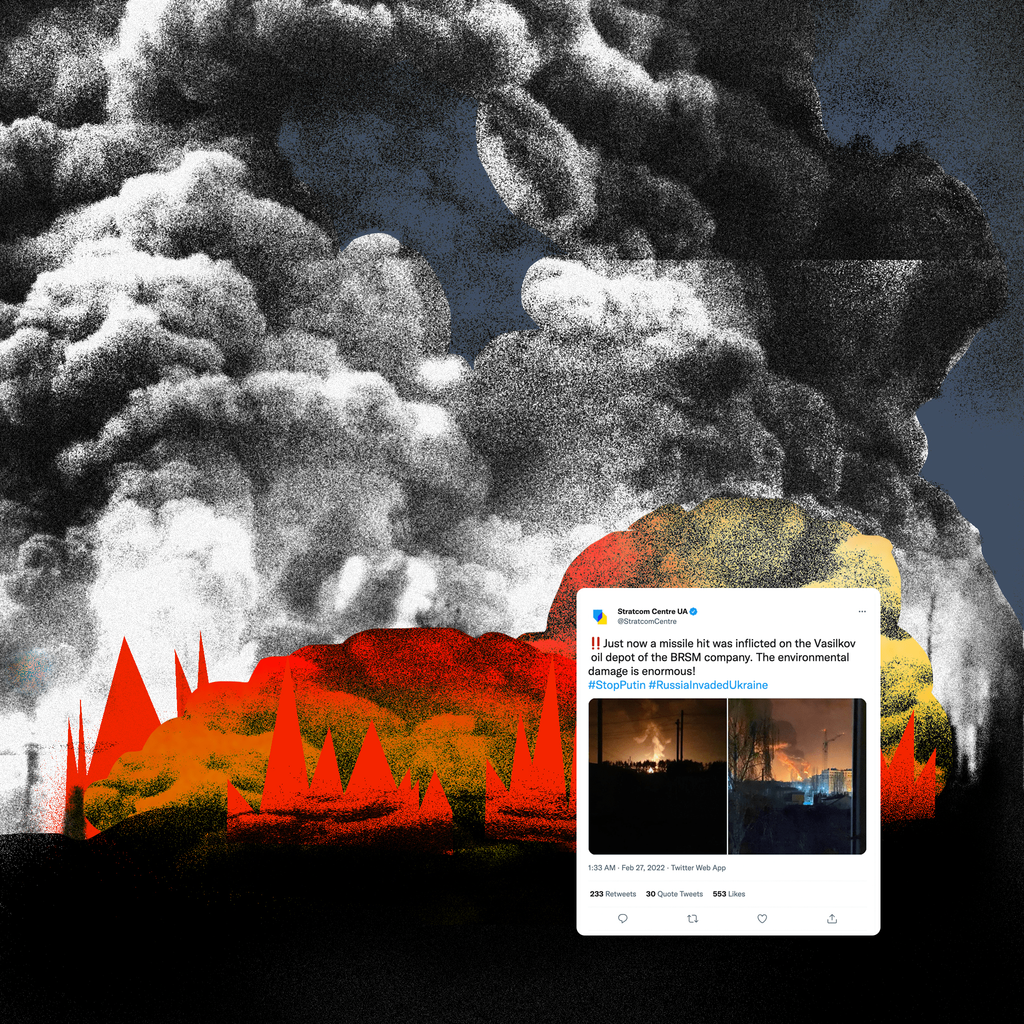 Stratcom Centre UA
@StratcomCentre
‼️Just now a missile hit was inflicted on the Vasilkov
oil depot of the BRSM company. The environmental
damage is enormous!
#StopPutin #RussiaInvadedUkraine
1:33 AM · Feb 27, 2022 · Twitter Web App
233 Retweets 30 Quote Tweets 553 Likes